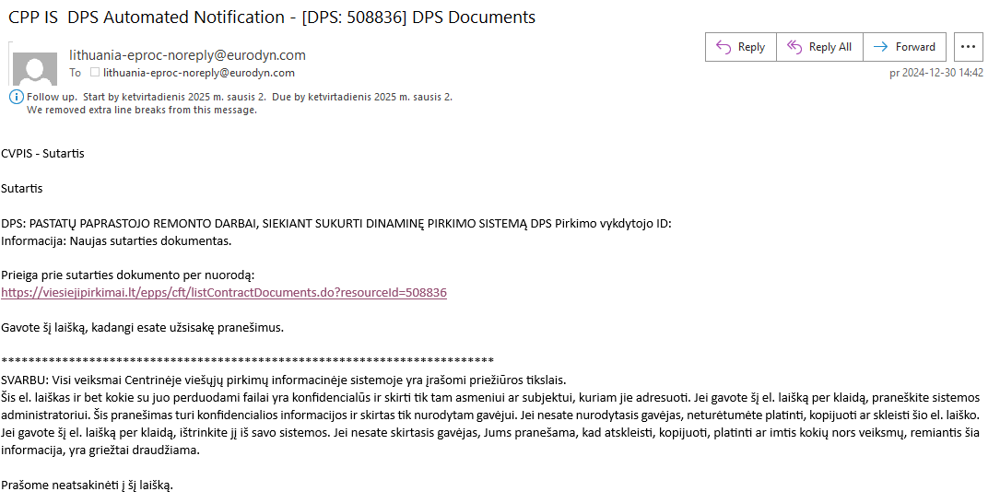 CPP IS  DPS Automated Notification - [DPS: 508836] DPS Documents
lithuania-eproc-noreply@eurodyn.com
To lithuania-eproc-noreply@eurodyn.com
Reply
Reply All
Forward
...
pr 2024-12-30 14:42
Follow up.  Start by ketvirtadienis 2025 m. sausis 2.  Due by ketvirtadienis 2025 m. sausis 2.
We removed extra line breaks from this message.
CVPIS - Sutartis
Sutartis
DPS: PASTATŲ PAPRASTOJO REMONTO DARBAI, SIEKIANT SUKURTI DINAMINĘ PIRKIMO SISTEMĄ DPS Pirkimo vykdytojo ID:
Informacija: Naujas sutarties dokumentas.
Prieiga prie sutarties dokumento per nuorodą:
https://viesiejipirkimai.lt/epps/cft/listContractDocuments.do?resourceId=508836
Gavote šį laišką, kadangi esate užsisakę pranešimus.
*************************************************************************
SVARBU: Visi veiksmai Centrinėje viešųjų pirkimų informacinėje sistemoje yra įrašomi priežiūros tikslais.
Šis el. laiškas ir bet kokie su juo perduodami failai yra konfidencialūs ir skirti tik tam asmeniui ar subjektui, kuriam jie adresuoti. Jei gavote šį el. laišką per klaidą, praneškite sistemos
administratoriui. Šis pranešimas turi konfidencialios informacijos ir skirtas tik nurodytam gavėjui. Jei nesate nurodytasis gavėjas, neturėtumėte platinti, kopijuoti ar skleisti šio el. laiško.
Jei gavote šį el. laišką per klaidą, ištrinkite jį iš savo sistemos. Jei nesate skirtasis gavėjas, Jums pranešama, kad atskleisti, kopijuoti, platinti ar imtis kokių nors veiksmų, remiantis šia
informacija, yra griežtai draudžiama.
Prašome neatsakinėti į šį laišką.